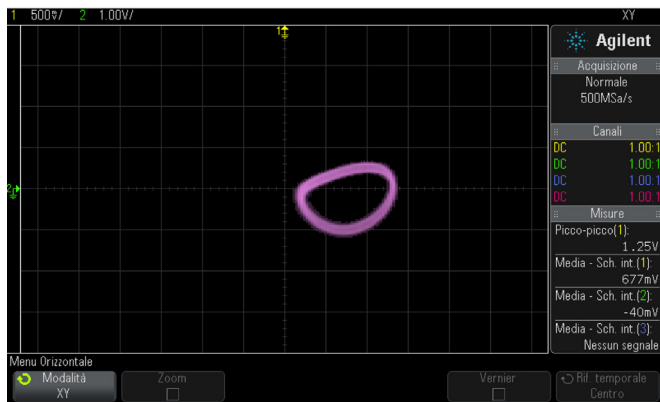 1 500mV/ 2 1.00V/ XY
1
2
Agilent
Acquisizione
Normale
500MSa/s
Canali
DC 1.00:1
DC 1.00:1
DC 1.00:1
DC 1.00:1
Misure
Picco-picco(1):
1.25V
Media - Sch. int.(1):
677mV
Media - Sch. int.(2):
-40mV
Media - Sch. int.(3):
Nessun segnale
Menu Orizzontale
Modalità
XY
Zoom
Vernier
Rif. temporale
Centro